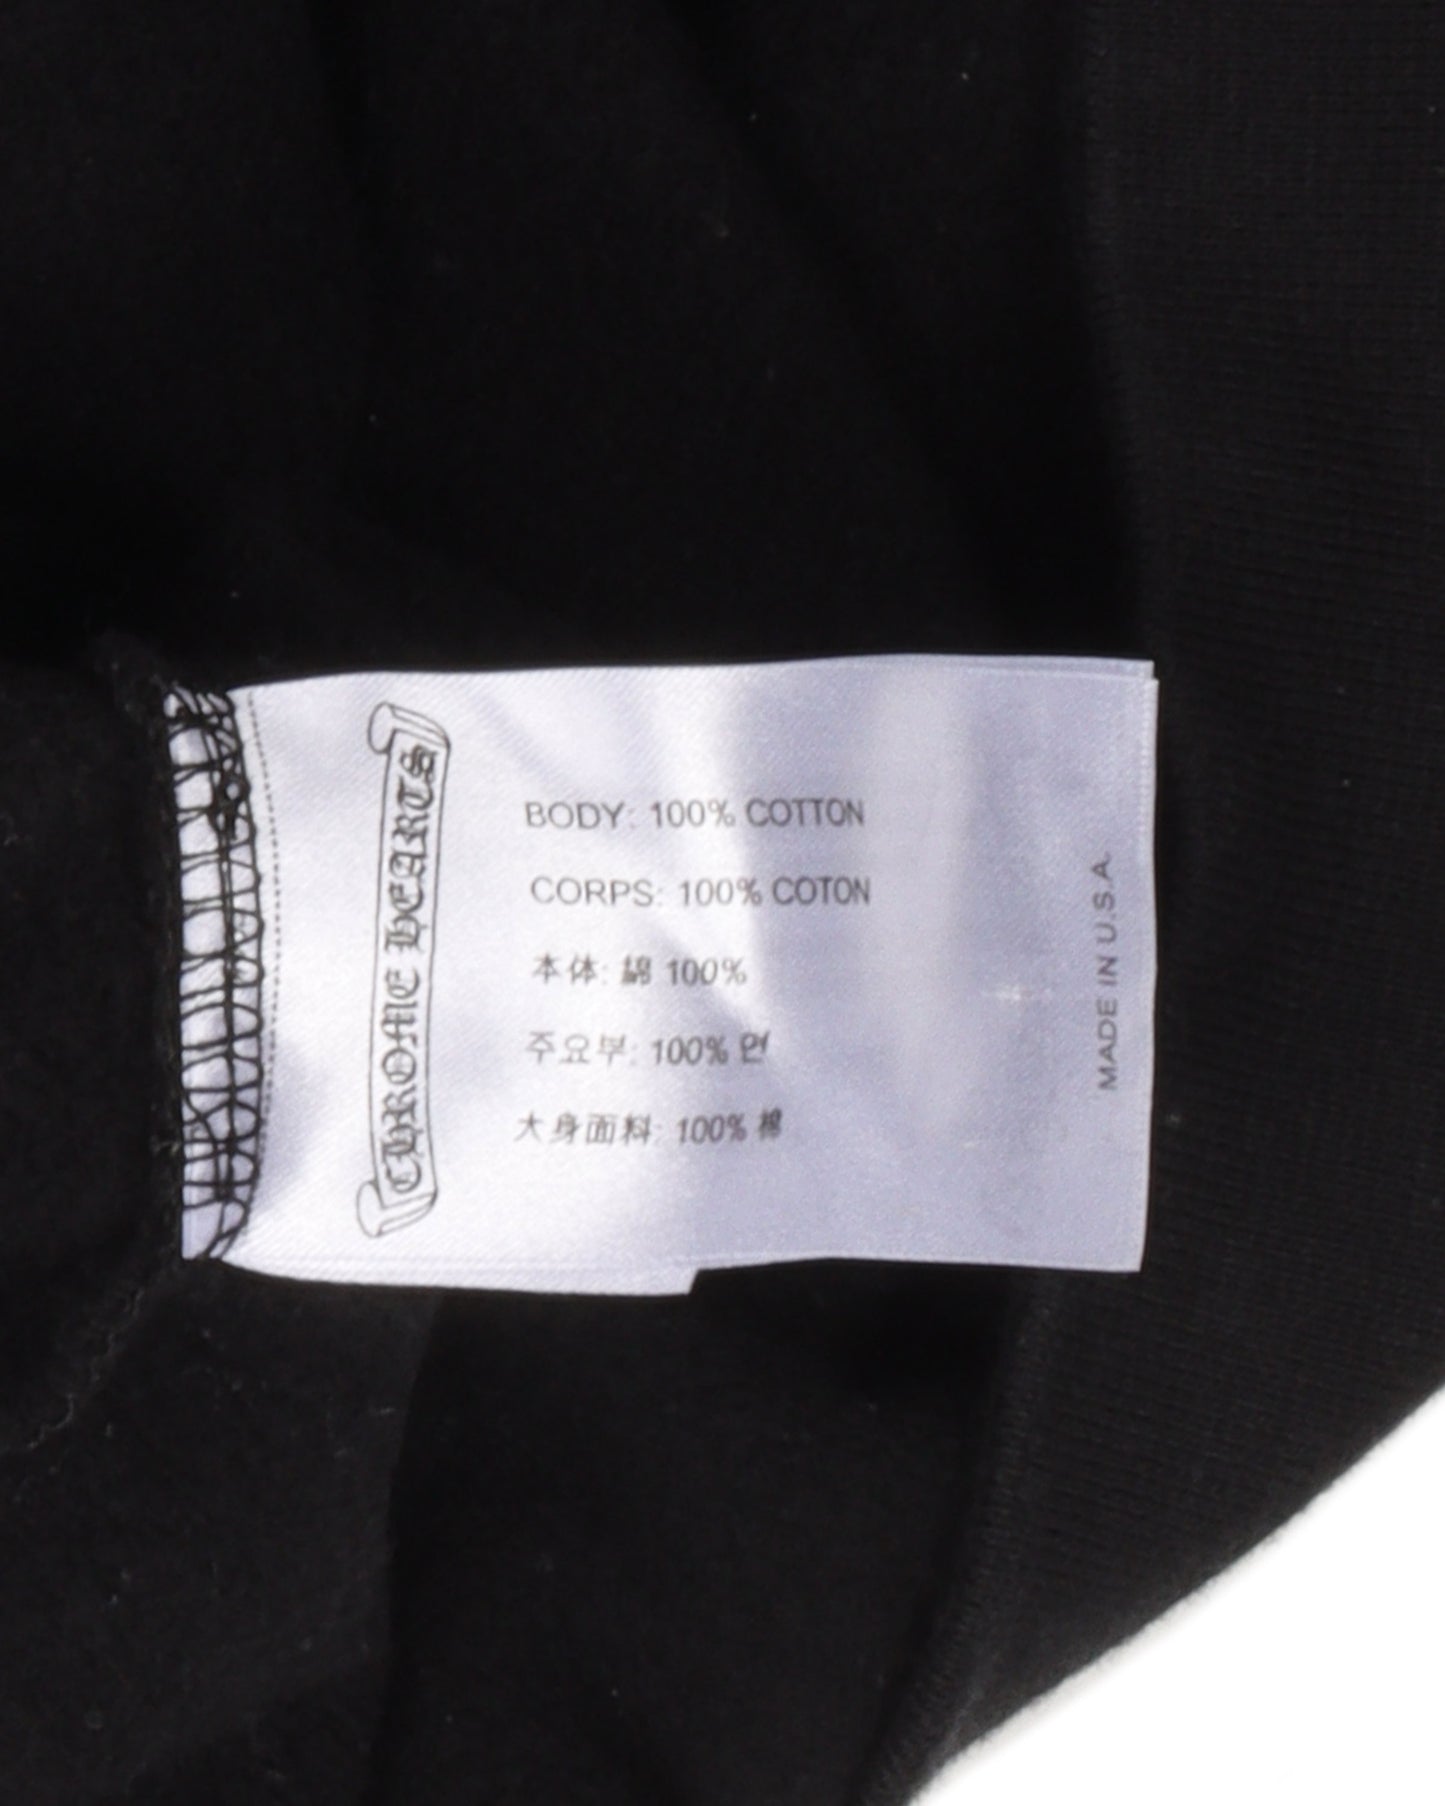 CHROME HEARTS
BODY: 100% COTTON
CORPS: 100% COTON
本体: 綿 100%
주요부: 100% 면
大身面料: 100% 棉
MADE IN U.S.A.